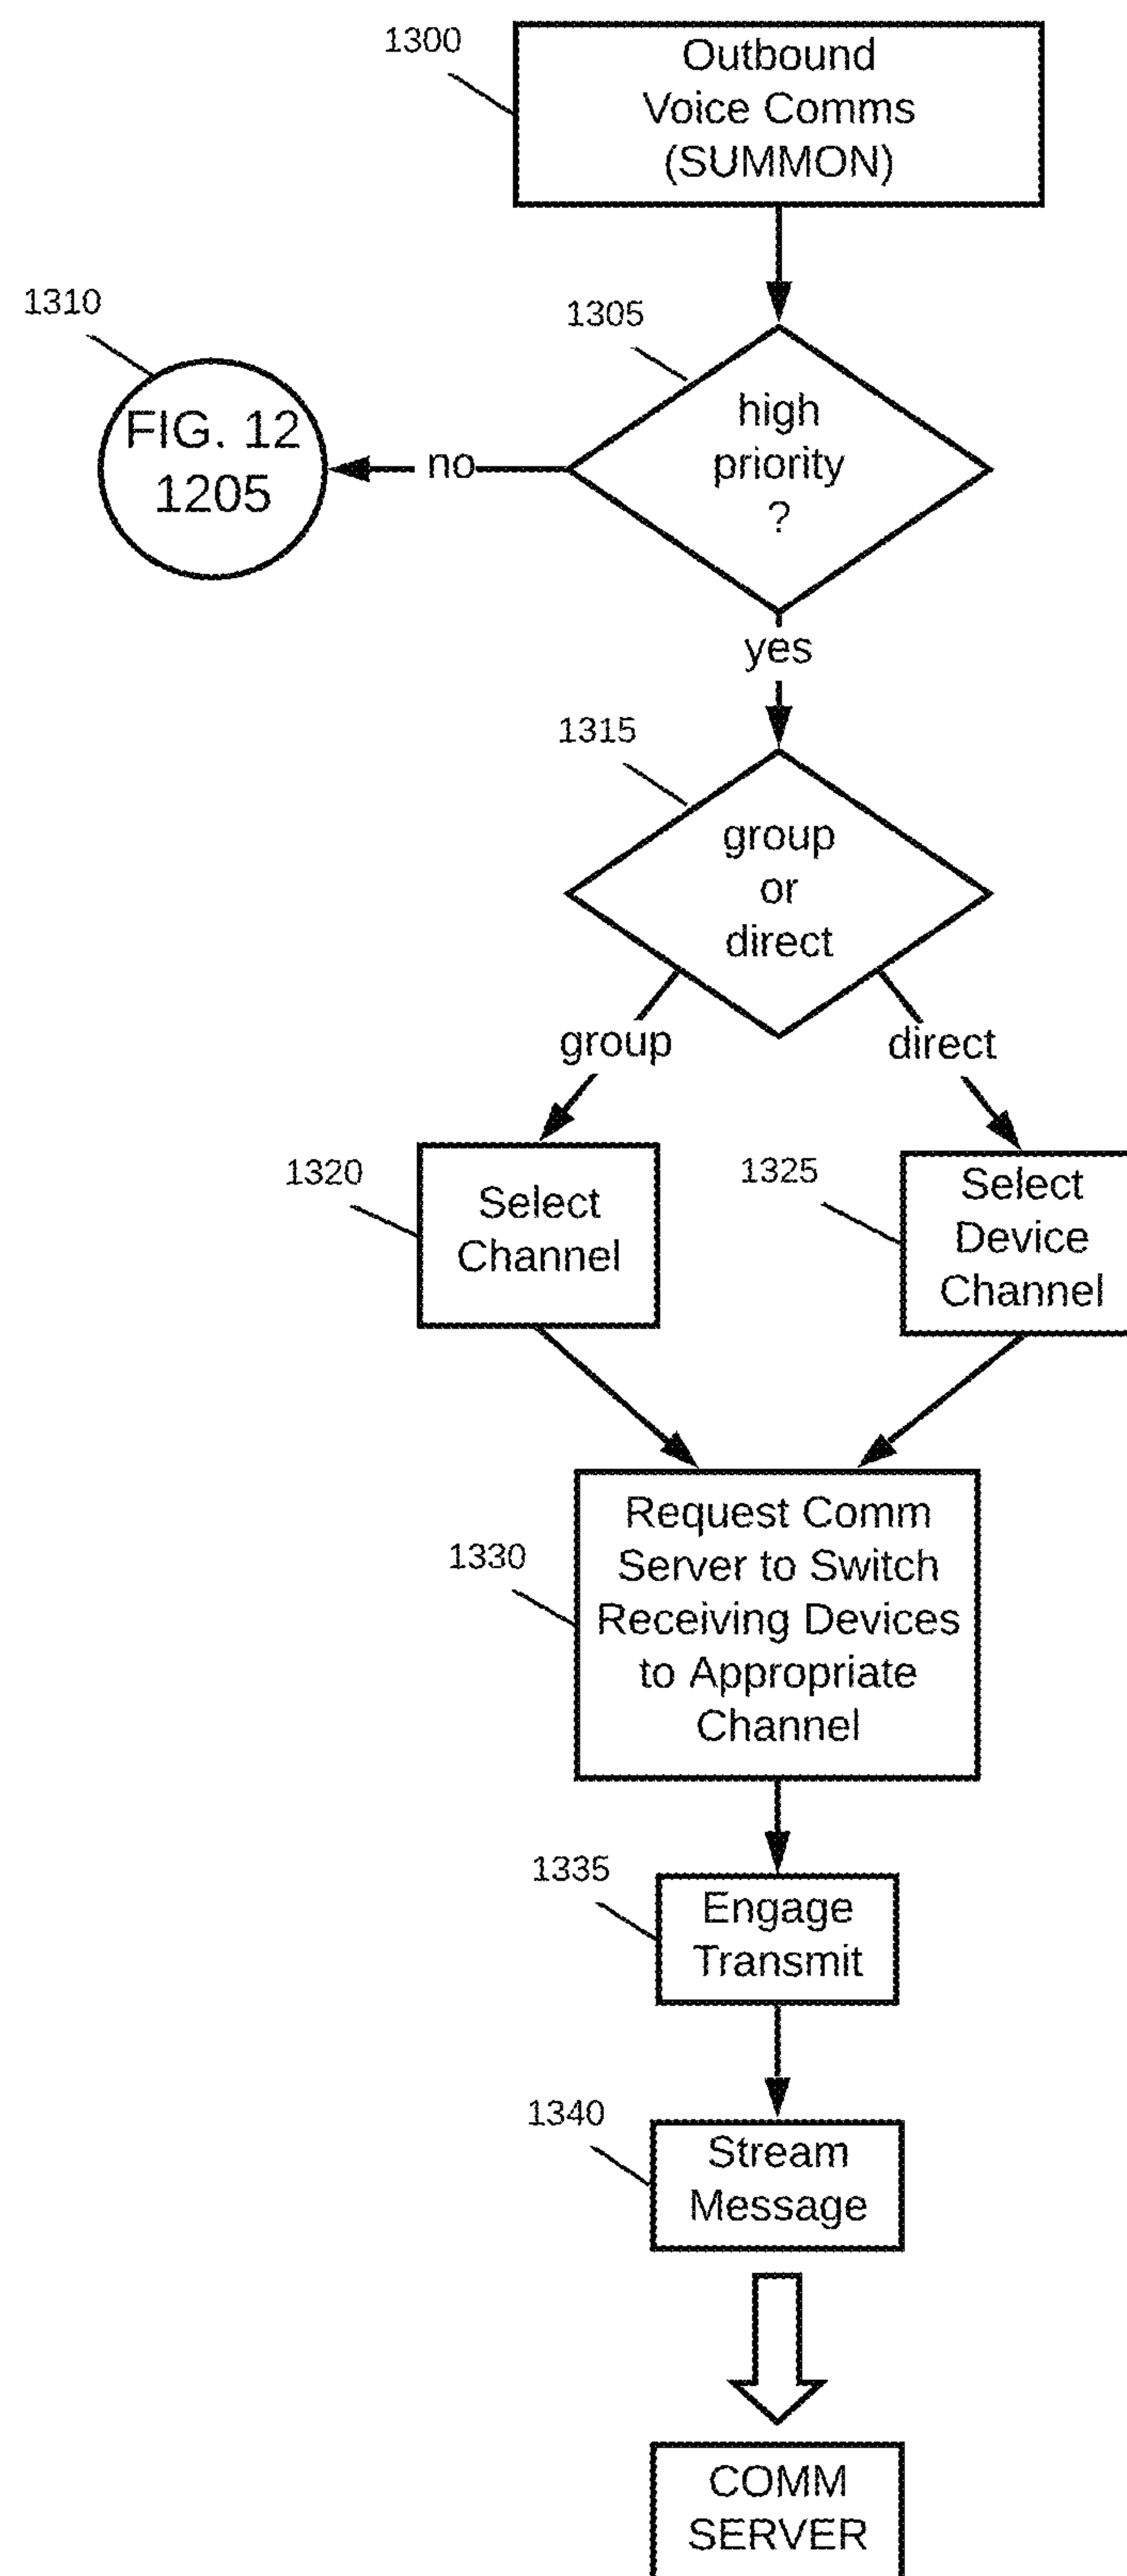 1300
Outbound
Voice Comms
(SUMMON)
1310
1305
FIG. 12
1205
no
high
priority
?
yes
1315
group
or
direct
group
direct
1320
Select
Channel
1325
Select
Device
Channel
1330
Request Comm
Server to Switch
Receiving Devices
to Appropriate
Channel
1335
Engage
Transmit
1340
Stream
Message
COMM
SERVER